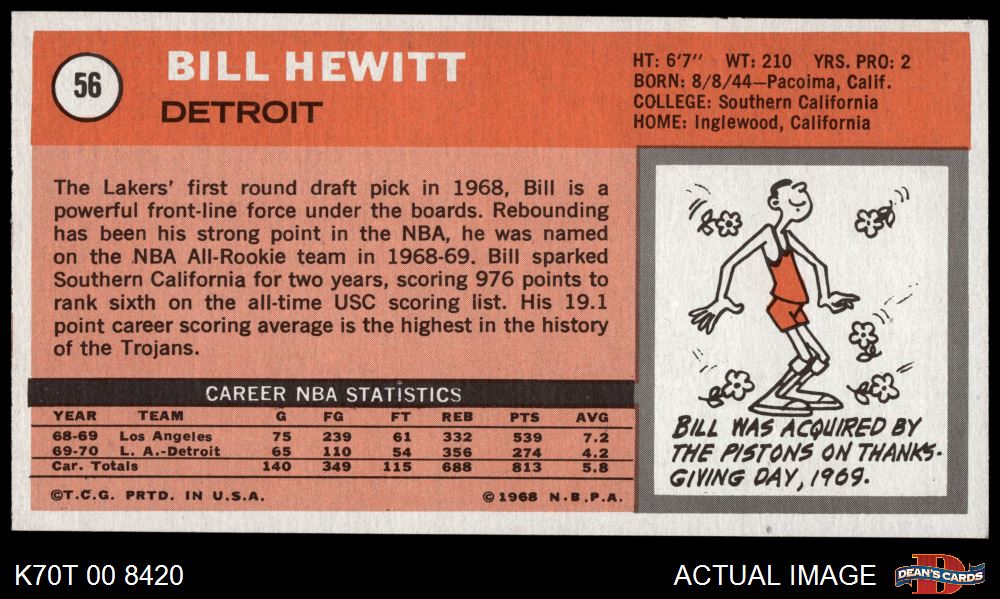 56
BILL HEWITT
DETROIT
HT: 6'7" WT: 210 YRS. PRO: 2
BORN: 8/8/44—Pacoima, Calif.
COLLEGE: Southern California
HOME: Inglewood, California
The Lakers' first round draft pick in 1968, Bill is a
powerful front-line force under the boards. Rebounding
has been his strong point in the NBA, he was named
on the NBA All-Rookie team in 1968-69. Bill sparked
Southern California for two years, scoring 976 points to
rank sixth on the all-time USC scoring list. His 19.1
point career scoring average is the highest in the history
of the Trojans.
CAREER NBA STATISTICS
YEAR TEAM G FG FT REB PTS AVG
68-69 Los Angeles 75 239 61 332 539 7.2
69-70 L. A.-Detroit 65 110 54 356 274 4.2
Car. Totals 140 349 115 688 813 5.8
©T.C.G. PRTD. IN U.S.A. ©1968 N.B.P.A.
BILL WAS ACQUIRED BY
THE PISTONS ON THANKS-
GIVING DAY, 1969.
K70T 00 8420
ACTUAL IMAGE
D
DEAN'S CARDS